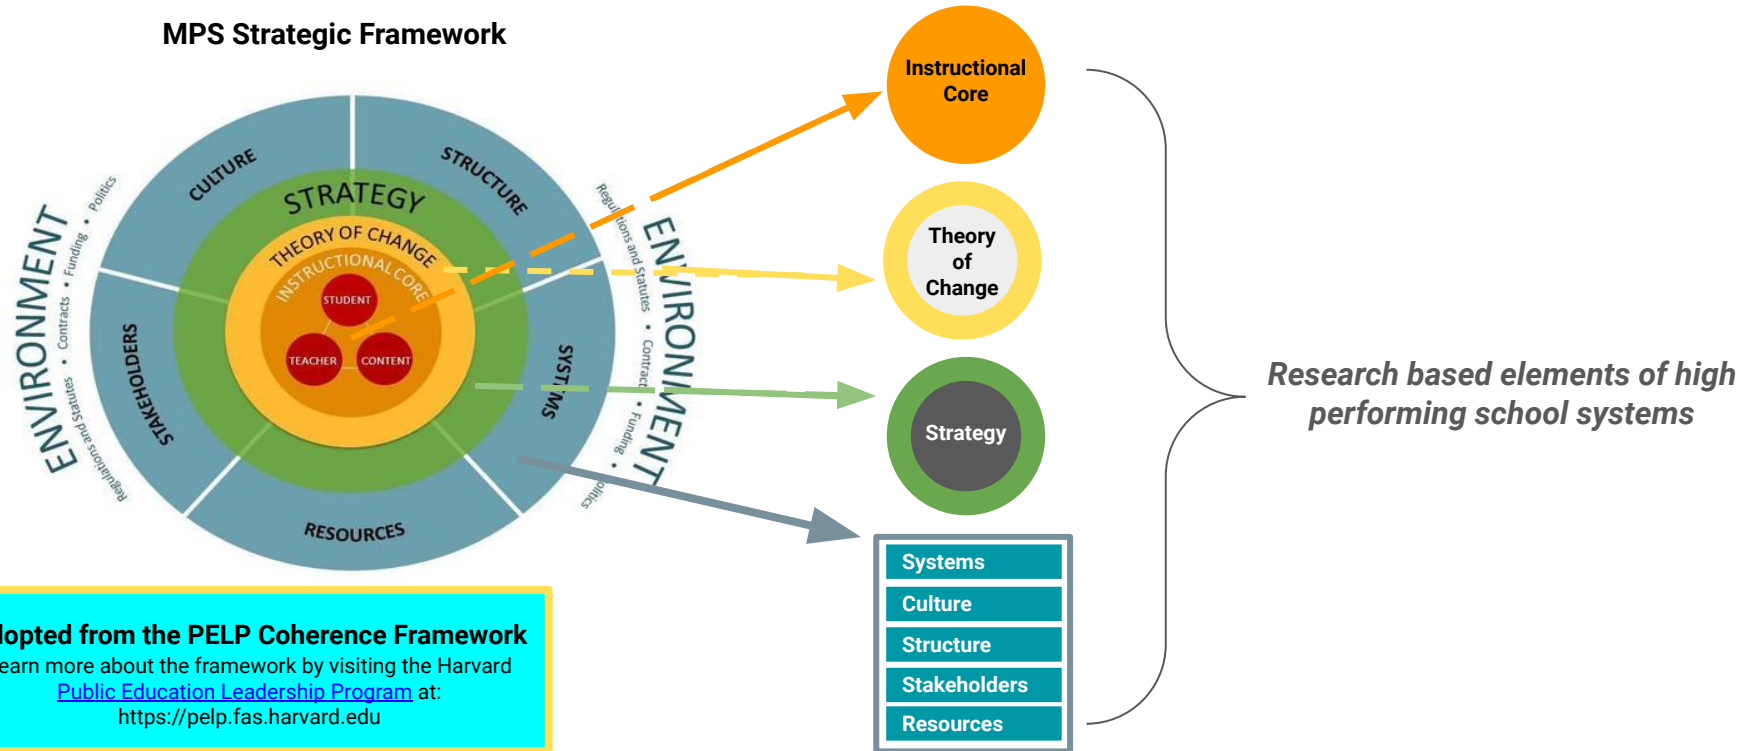 MPS Strategic Framework
CULTURE
STRUCTURE
STRATEGY
THEORY OF CHANGE
INSTRUCTIONAL CORE
STUDENT
TEACHER
CONTENT
STAKEHOLDERS
SYSTEMS
RESOURCES
ENVIRONMENT
Regulations and Statutes • Contracts • Funding • Politics
ENVIRONMENT
Regulations and Statutes • Contract • Funding • olitics
Instructional
Core
Theory
of
Change
Strategy
Systems
Culture
Structure
Stakeholders
Resources
Research based elements of high
performing school systems
lopted from the PELP Coherence Framework
earn more about the framework by visiting the Harvard
Public Education Leadership Program at:
https://pelp.fas.harvard.edu